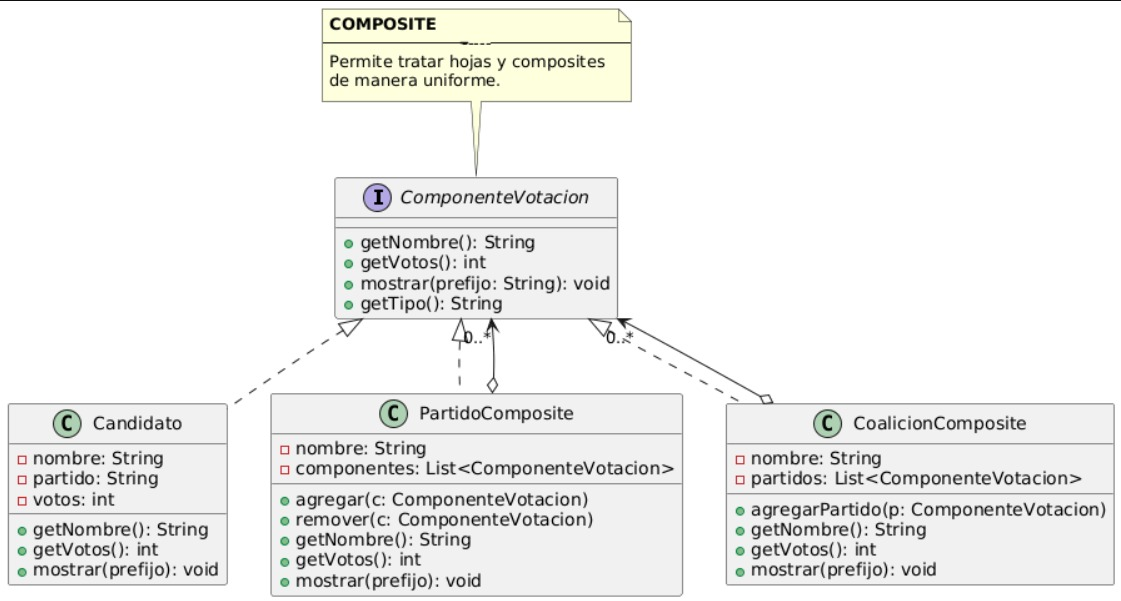 COMPOSITE
Permite tratar hojas y composites
de manera uniforme.
I ComponenteVotacion
getNombre(): String
getVotos(): int
mostrar(prefijo: String): void
getTipo(): String
0..*
0..*
C Candidato
nombre: String
partido: String
votos: int
getNombre(): String
getVotos(): int
mostrar(prefijo): void
C PartidoComposite
nombre: String
componentes: List<ComponenteVotacion>
agregar(c: ComponenteVotacion)
remover(c: ComponenteVotacion)
getNombre(): String
getVotos(): int
mostrar(prefijo): void
C CoalicionComposite
nombre: String
partidos: List<ComponenteVotacion>
agregarPartido(p: ComponenteVotacion)
getNombre(): String
getVotos(): int
mostrar(prefijo): void